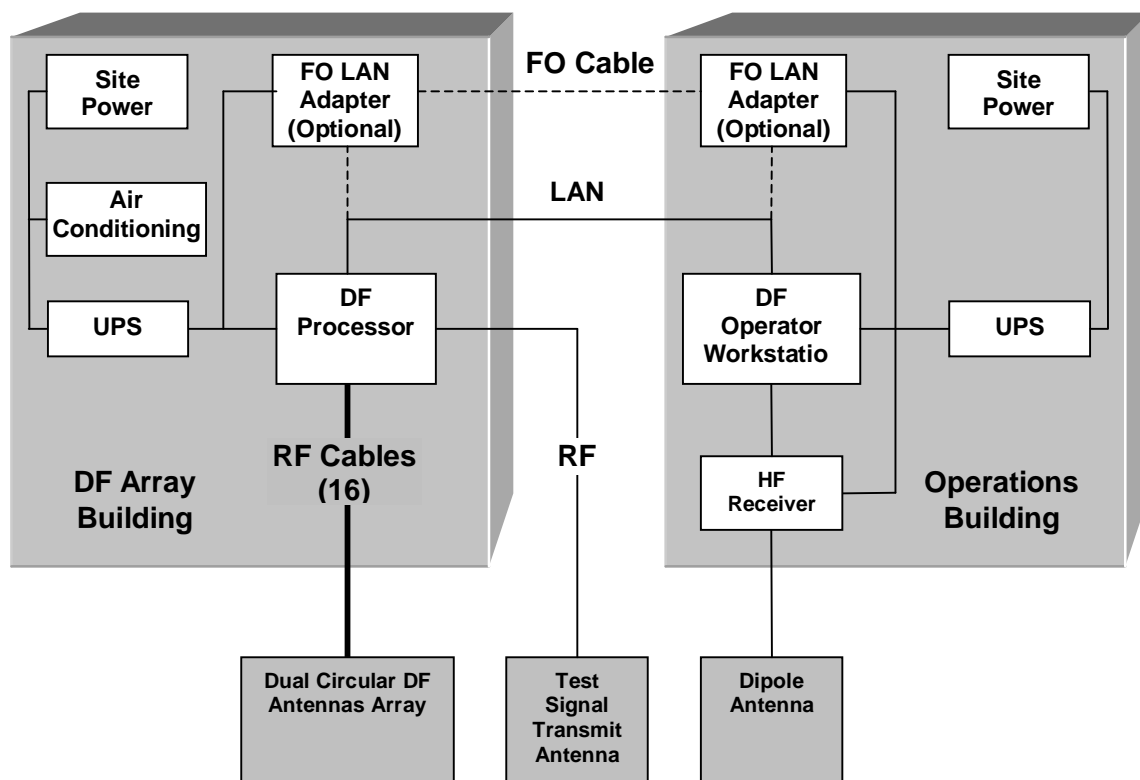 Site
Power
FO LAN
Adapter
(Optional)
FO Cable
FO LAN
Adapter
(Optional)
Site
Power
Air
Conditioning
LAN
UPS
DF
Processor
DF
Operator
Workstatio
UPS
RF Cables
(16)
RF
HF
Receiver
DF Array
Building
Operations
Building
Dual Circular DF
Antennas Array
Test
Signal
Transmit
Antenna
Dipole
Antenna